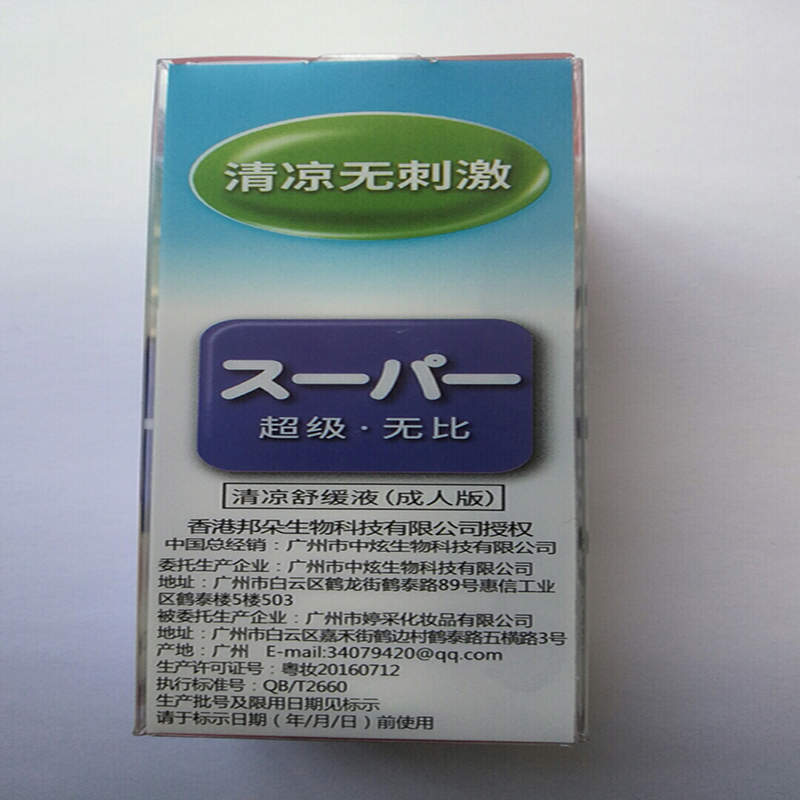 清凉无刺激
スーパー
超级·无比
清凉舒缓液(成人版)
香港邦朵生物科技有限公司授权
中国总经销：广州市中炫生物科技有限公司
委托生产企业：广州市中炫生物科技有限公司
地址：广州市白云区鹤龙街鹤泰路89号惠信工业
区鹤泰楼5楼503
被委托生产企业：广州市婷采化妆品有限公司
地址：广州市白云区嘉禾街鹤边村鹤泰路五横路3号
产地：广州 E-mail:34079420@qq.com
生产许可证号：粤妆20160712
执行标准号：QB/T2660
生产批号及限用日期见标示
请于标示日期（年/月/日）前使用